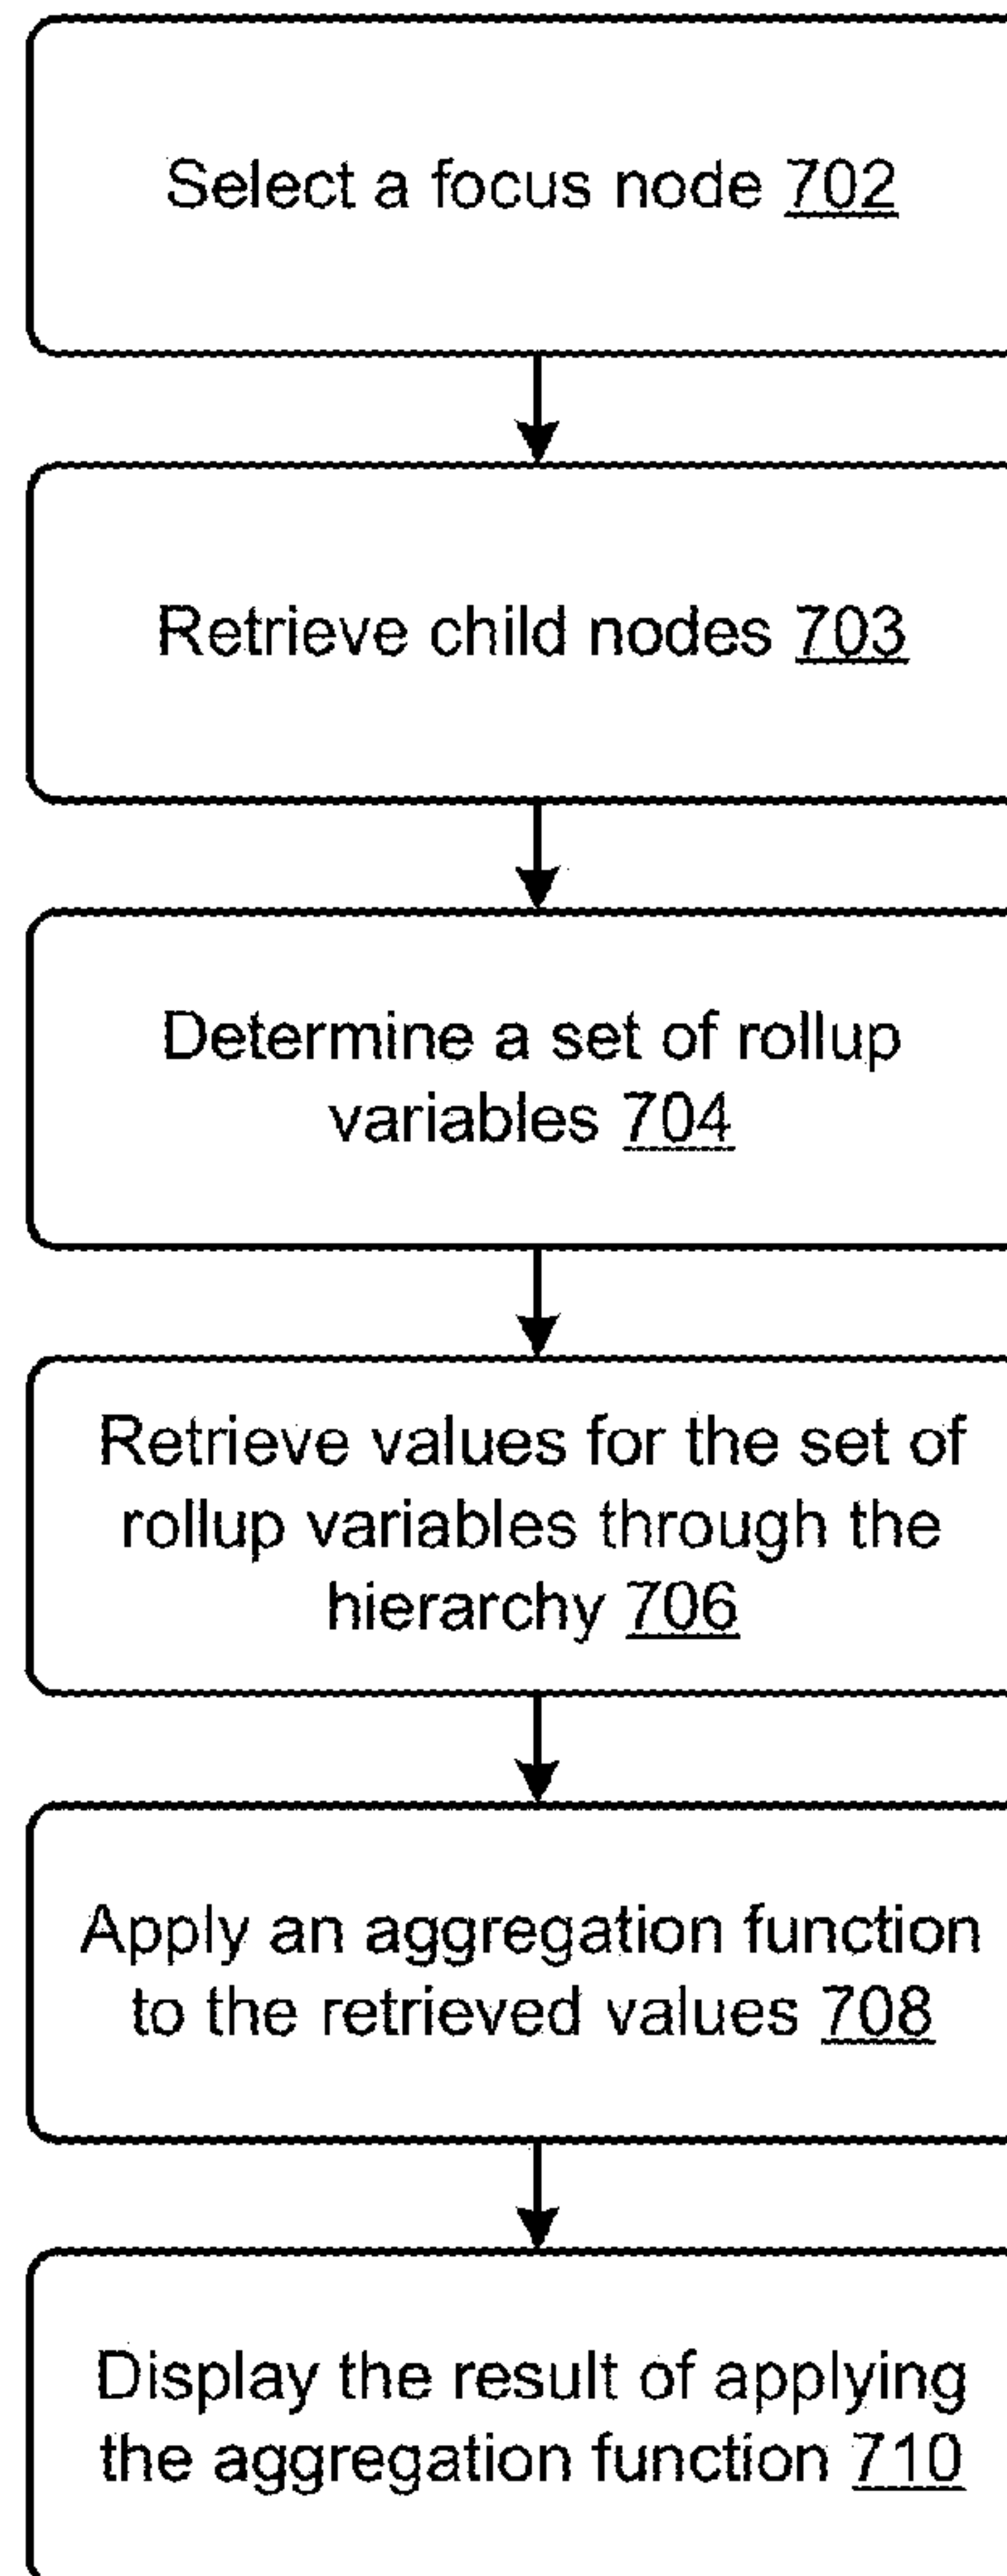 Select a focus node 702
Retrieve child nodes 703
Determine a set of rollup
variables 704
Retrieve values for the set of
rollup variables through the
hierarchy 706
Apply an aggregation function
to the retrieved values 708
Display the result of applying
the aggregation function 710